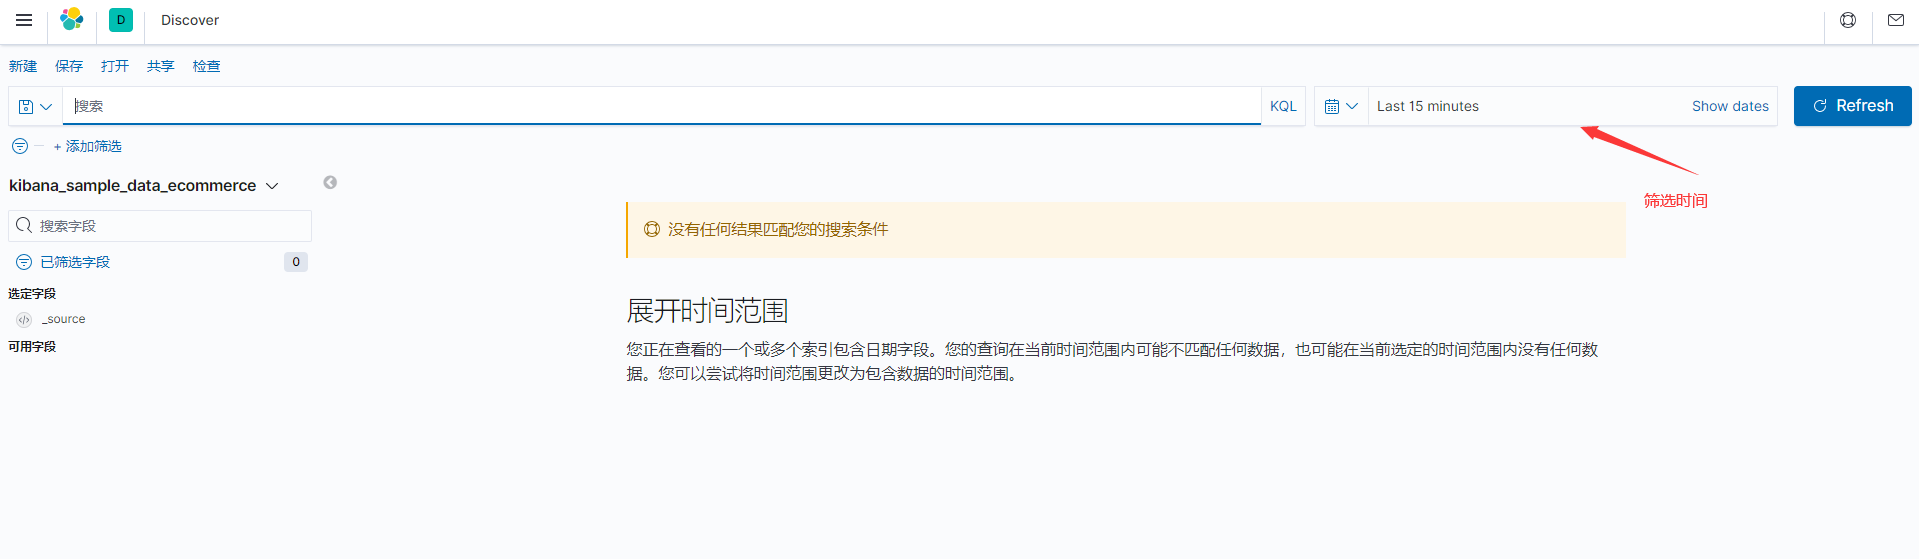 D Discover
新建 保存 打开 共享 检查
搜索 KQL Last 15 minutes Show dates Refresh
+ 添加筛选
kibana_sample_data_ecommerce
筛选时间
搜索字段
没有任何结果匹配您的搜索条件
已筛选字段 0
选定字段
_source
可用字段
展开时间范围
您正在查看的一个或多个索引包含日期字段。您的查询在当前时间范围内可能不匹配任何数据，也可能在当前选定的时间范围内没有任何数
据。您可以尝试将时间范围更改为包含数据的时间范围。